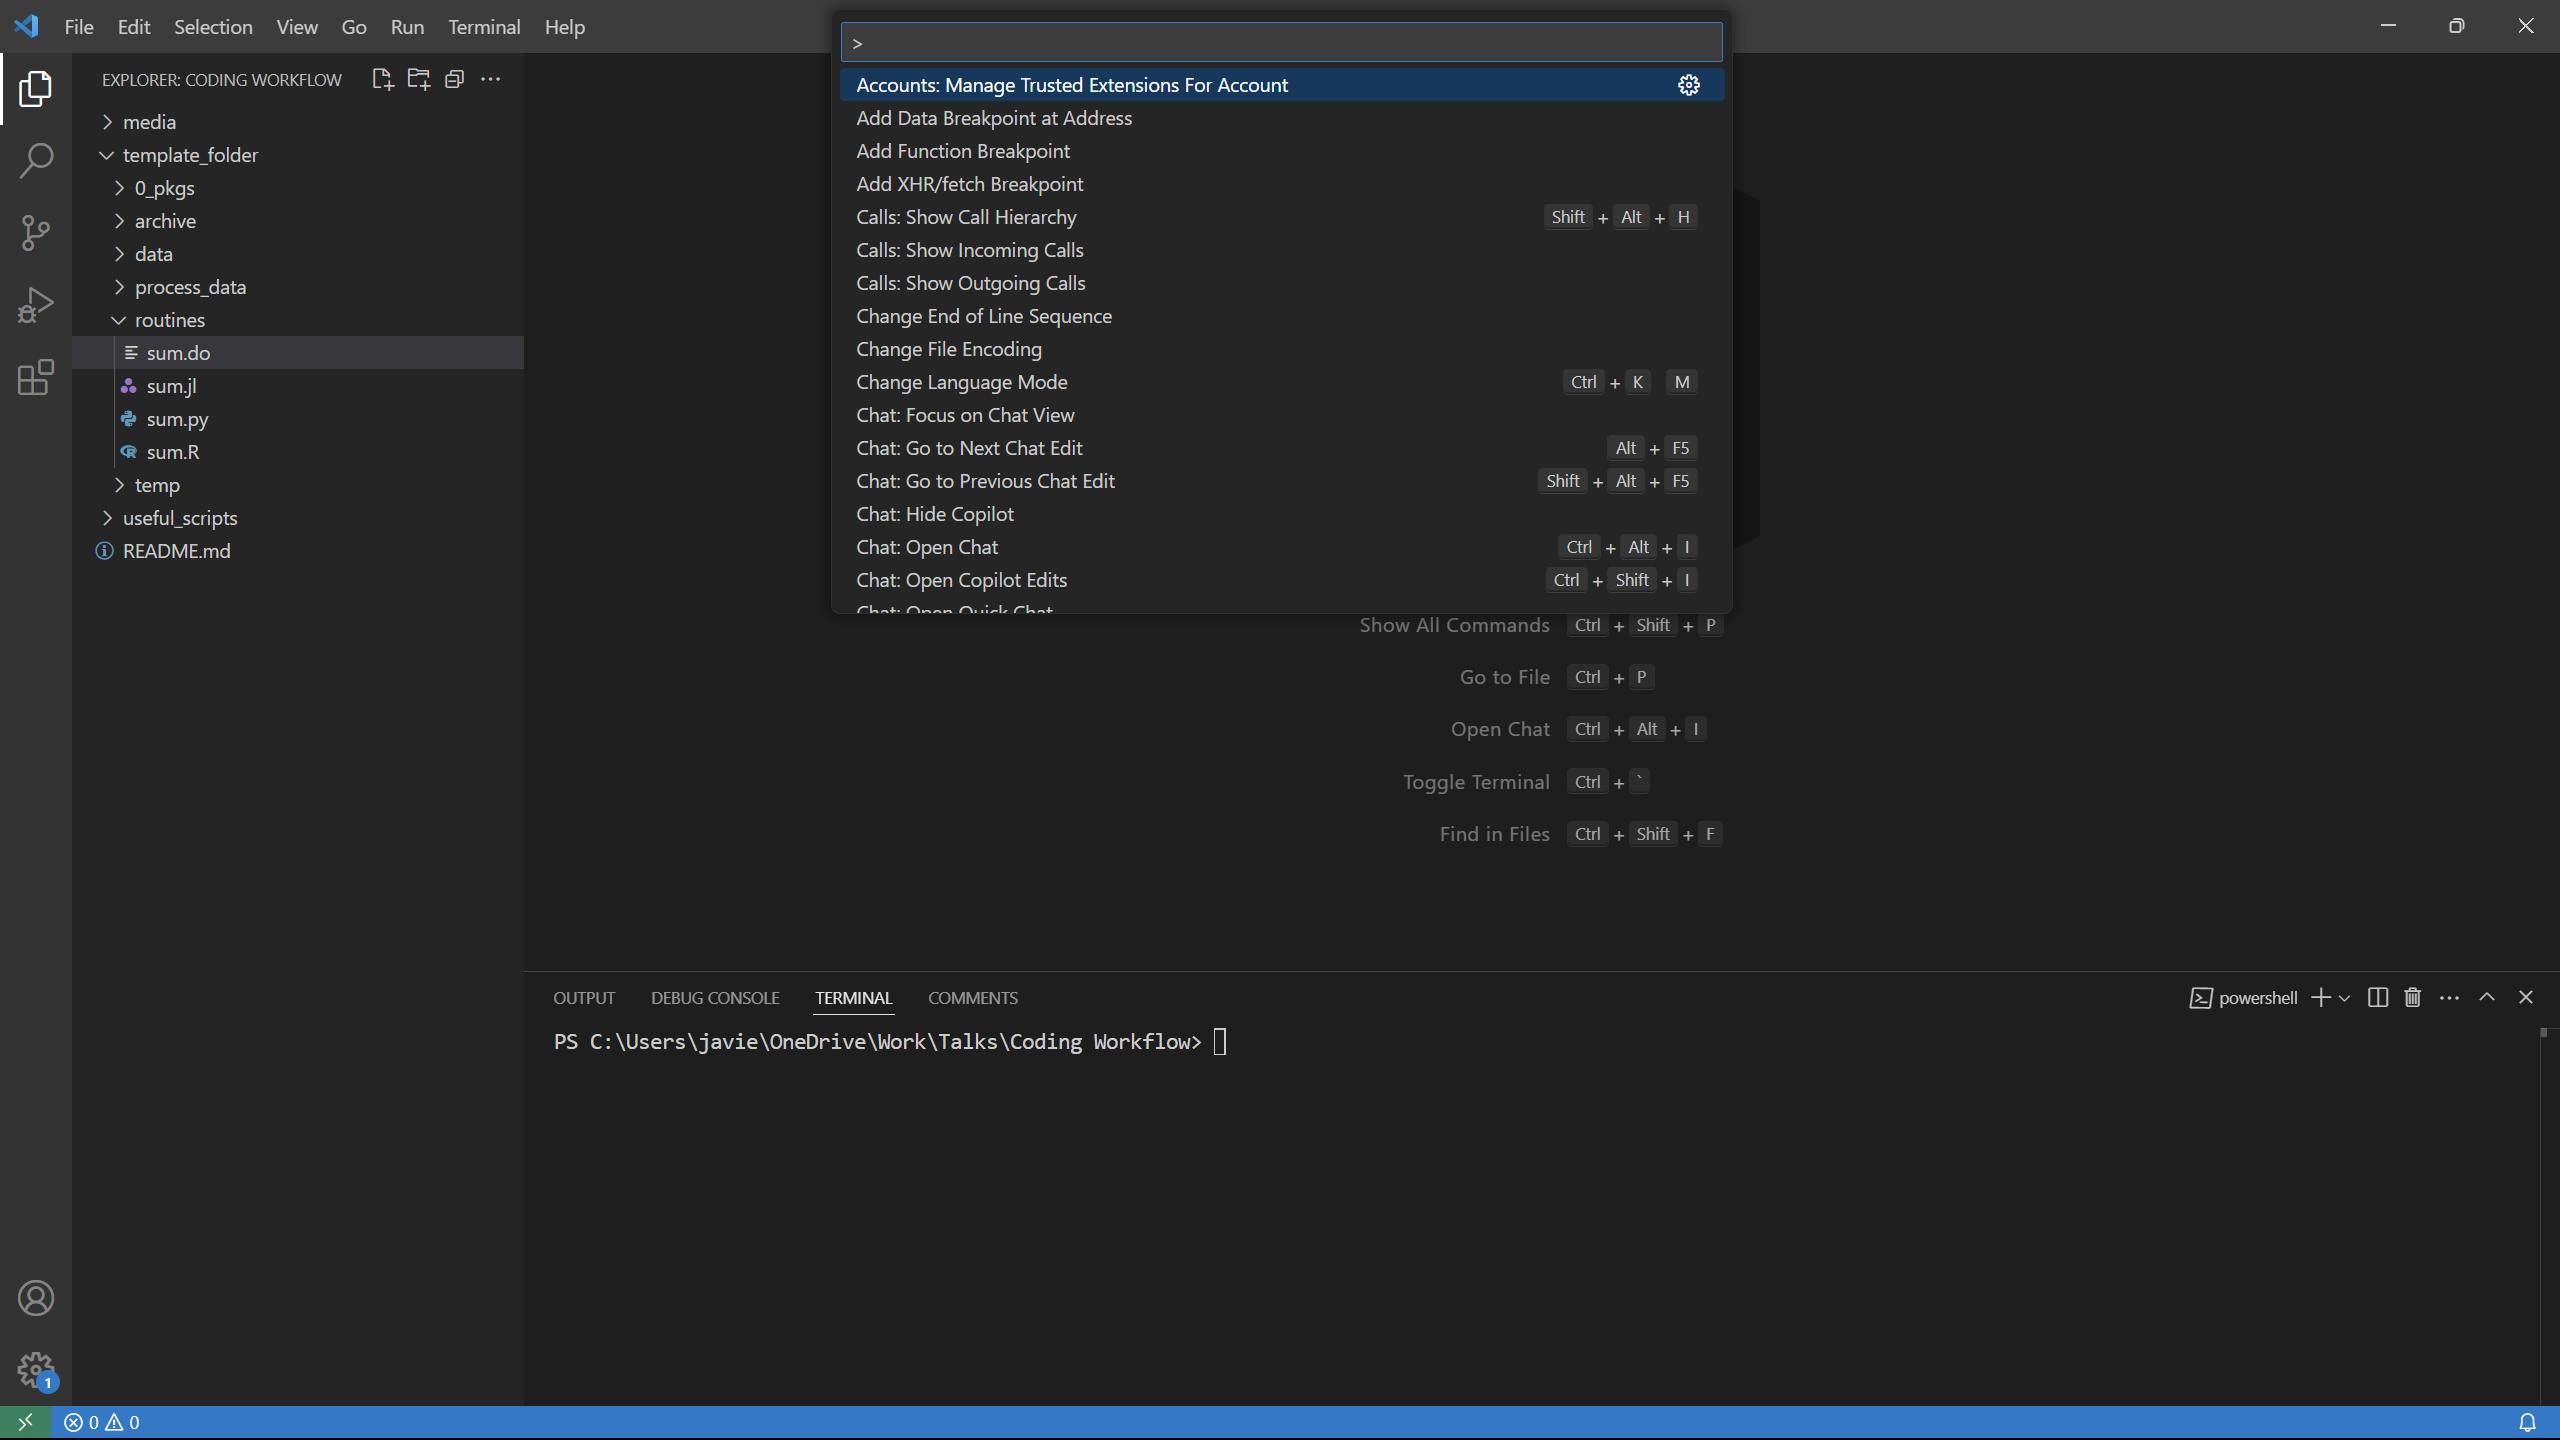 File Edit Selection View Go Run Terminal Help
>
EXPLORER: CODING WORKFLOW
media
template_folder
0_pkgs
archive
data
process_data
routines
sum.do
sum.jl
sum.py
sum.R
temp
useful_scripts
README.md
Accounts: Manage Trusted Extensions For Account
Add Data Breakpoint at Address
Add Function Breakpoint
Add XHR/fetch Breakpoint
Calls: Show Call Hierarchy Shift + Alt + H
Calls: Show Incoming Calls
Calls: Show Outgoing Calls
Change End of Line Sequence
Change File Encoding
Change Language Mode Ctrl + K M
Chat: Focus on Chat View
Chat: Go to Next Chat Edit Alt + F5
Chat: Go to Previous Chat Edit Shift + Alt + F5
Chat: Hide Copilot
Chat: Open Chat Ctrl + Alt + I
Chat: Open Copilot Edits Ctrl + Shift + I
Chat: Open Quick Chat
Show All Commands Ctrl + Shift + P
Go to File Ctrl + P
Open Chat Ctrl + Alt + I
Toggle Terminal Ctrl + `
Find in Files Ctrl + Shift + F
OUTPUT DEBUG CONSOLE TERMINAL COMMENTS powershell
PS C:\Users\javie\OneDrive\Work\Talks\Coding Workflow>
1
0 0